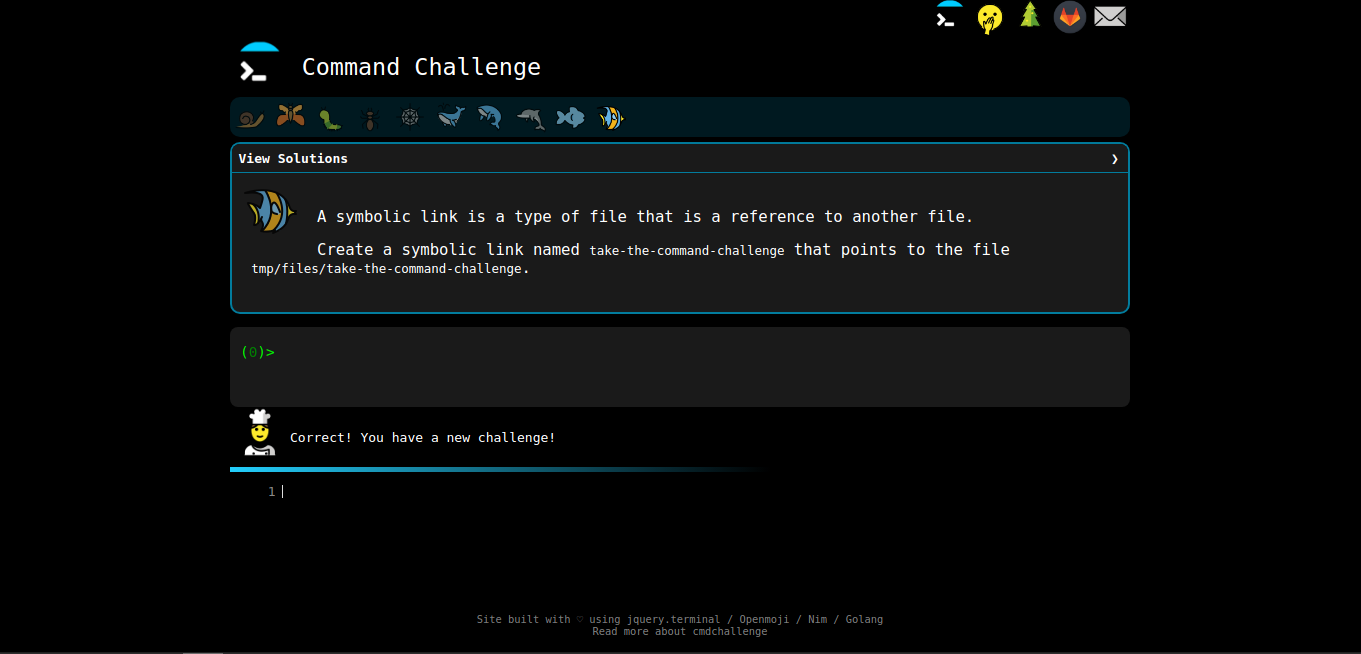 Command Challenge
View Solutions ❯
A symbolic link is a type of file that is a reference to another file.
Create a symbolic link named take-the-command-challenge that points to the file
tmp/files/take-the-command-challenge.
(0)>
Correct! You have a new challenge!
1
Site built with ♡ using jquery.terminal / Openmoji / Nim / Golang
Read more about cmdchallenge